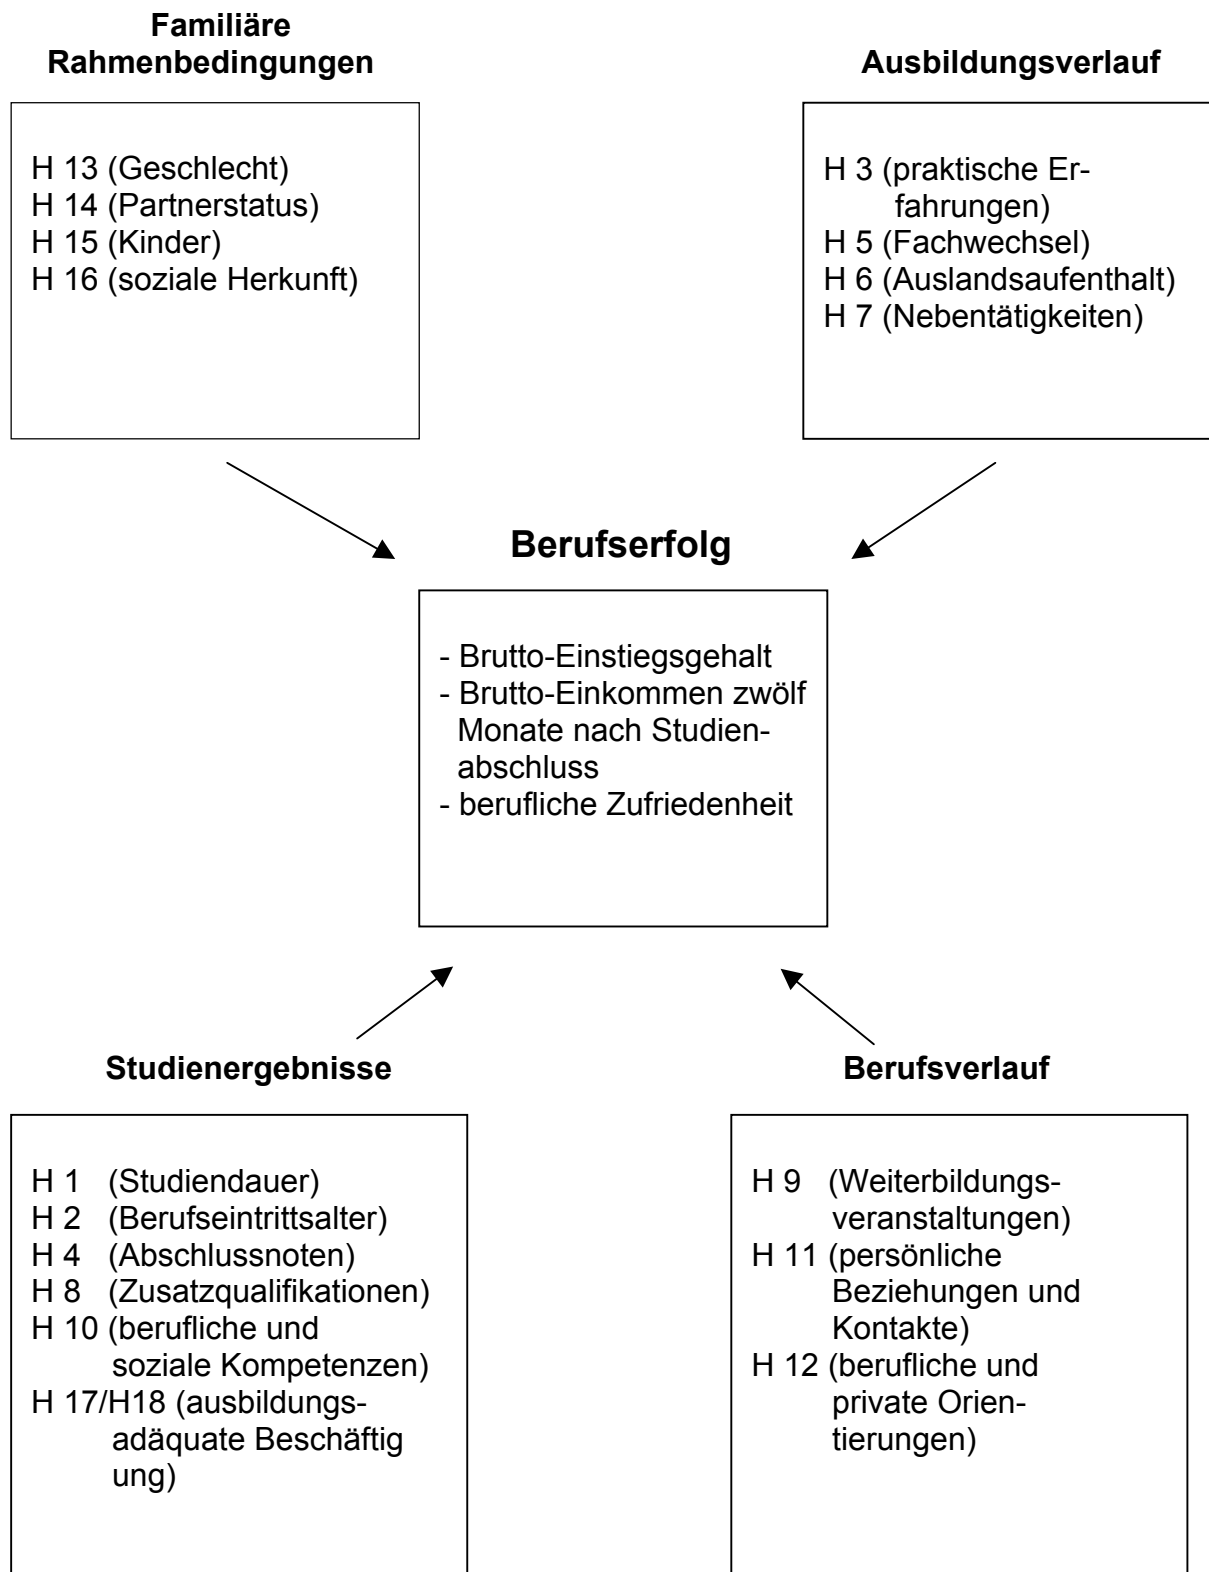 Familiäre
Rahmenbedingungen
H 13 (Geschlecht)
H 14 (Partnerstatus)
H 15 (Kinder)
H 16 (soziale Herkunft)
Ausbildungsverlauf
H 3 (praktische Er-
fahrungen)
H 5 (Fachwechsel)
H 6 (Auslandsaufenthalt)
H 7 (Nebentätigkeiten)
Berufserfolg
- Brutto-Einstiegsgehalt
- Brutto-Einkommen zwölf
Monate nach Studien-
abschluss
- berufliche Zufriedenheit
Studienergebnisse
H 1 (Studiendauer)
H 2 (Berufseintrittsalter)
H 4 (Abschlussnoten)
H 8 (Zusatzqualifikationen)
H 10 (berufliche und
soziale Kompetenzen)
H 17/H18 (ausbildungs-
adäquate Beschäftig
ung)
Berufsverlauf
H 9 (Weiterbildungs-
veranstaltungen)
H 11 (persönliche
Beziehungen und
Kontakte)
H 12 (berufliche und
private Orien-
tierungen)